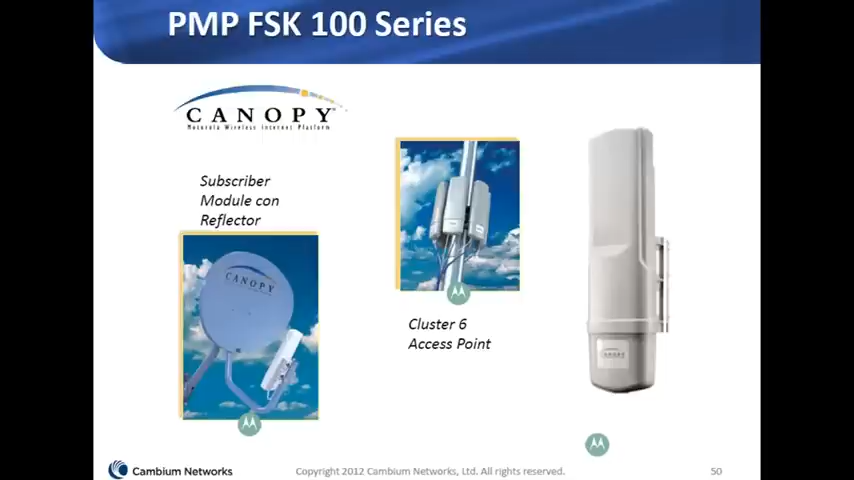 PMP FSK 100 Series
CANOPY
Motorola Wireless Internet Platform
Subscriber
Module con
Reflector
CANOPY
Cluster 6
Access Point
CANOPY
Cambium Networks
Copyright 2012 Cambium Networks, Ltd. All rights reserved.
50